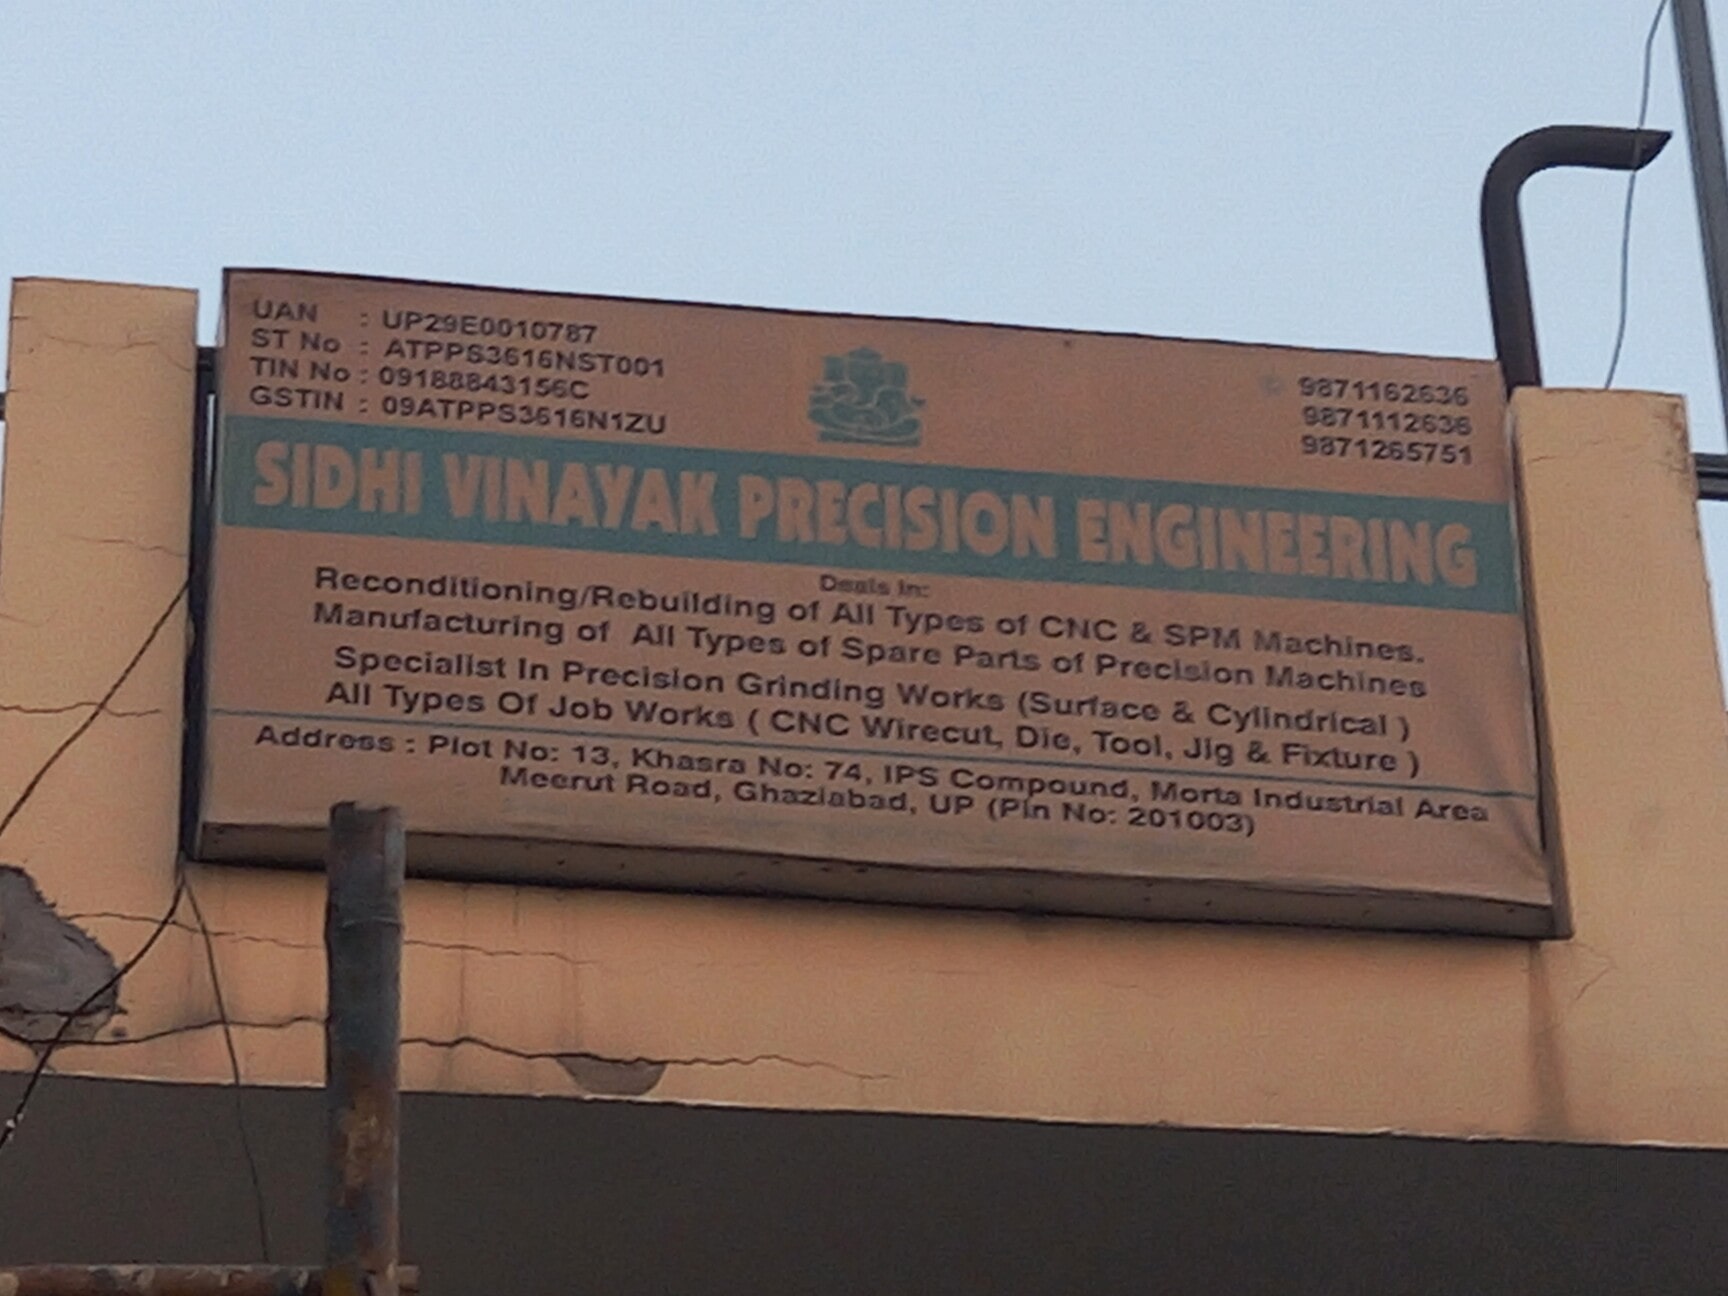 UAN : UP29E0010787
ST No : ATPPS3616NST001
TIN No : 09188843156C
GSTIN : 09ATPPS3616N1ZU
9871162636
9871112636
9871265751
SIDHI VINAYAK PRECISION ENGINEERING
Deals In:
Reconditioning/Rebuilding of All Types of CNC & SPM Machines.
Manufacturing of All Types of Spare Parts of Precision Machines
Specialist In Precision Grinding Works (Surface & Cylindrical )
All Types Of Job Works ( CNC Wirecut, Die, Tool, Jig & Fixture )
Address : Plot No: 13, Khasra No: 74, IPS Compound, Morta Industrial Area
Meerut Road, Ghaziabad, UP (Pin No: 201003)